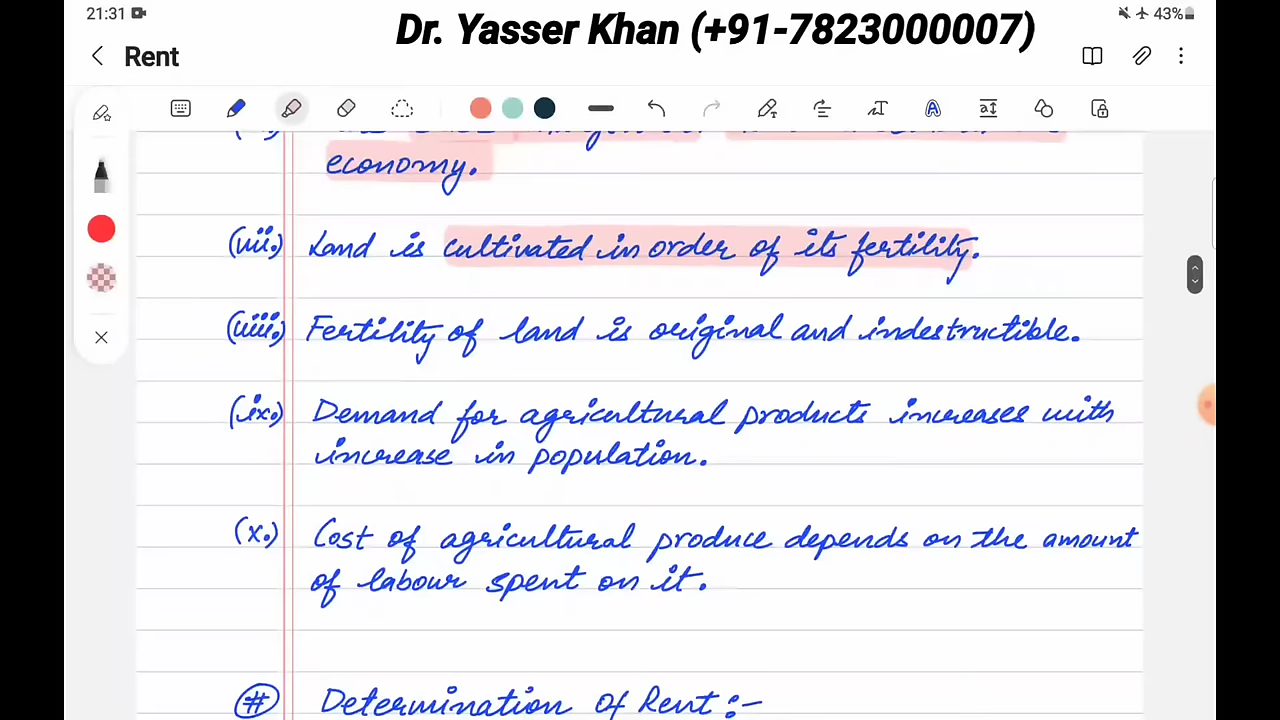 21:31
43%
Dr. Yasser Khan (+91-7823000007)
Rent
economy.
(vii.) Land is cultivated in order of its fertility.
(viii.) Fertility of land is original and indestructible.
(ix.) Demand for agricultural products increases with
increase in population.
(x.) Cost of agricultural produce depends on the amount
of labour spent on it.
# Determination of Rent :-